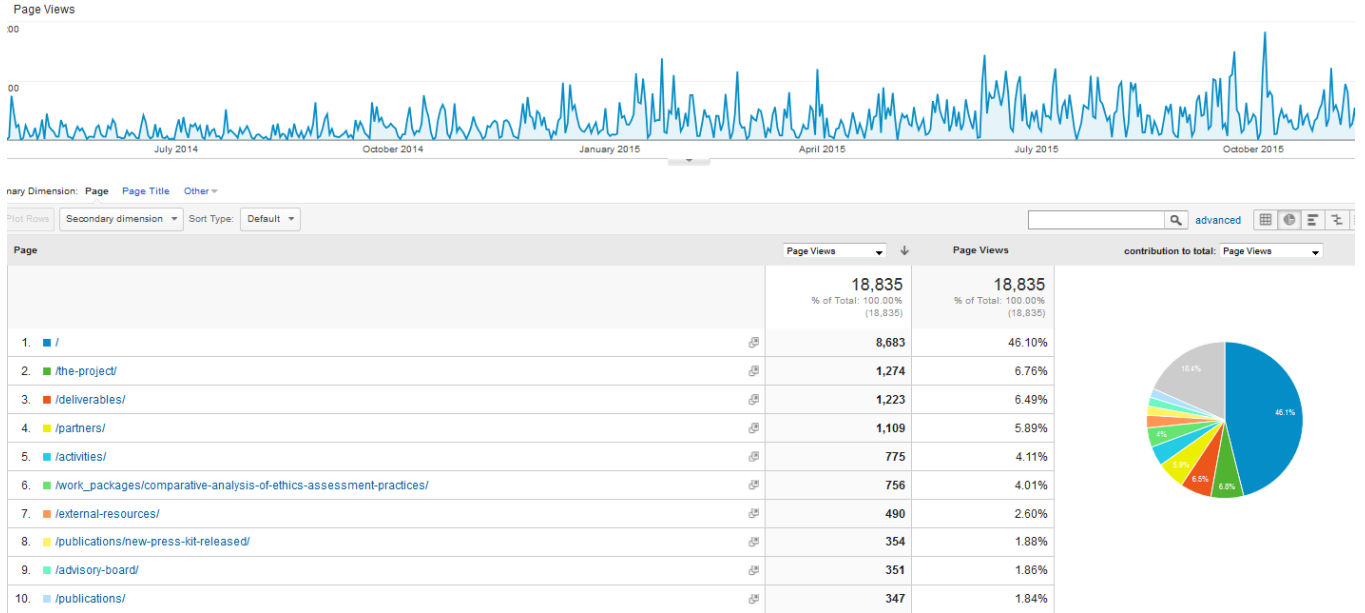 Page Views
:00
00
July 2014 October 2014 January 2015 April 2015 July 2015 October 2015
nary Dimension: Page Page Title Other
Plot Rows Secondary dimension Sort Type: Default advanced
Page Page Views Page Views contribution to total: Page Views
18,835 18,835
% of Total: 100.00% % of Total: 100.00%
(18,835) (18,835)
1. / 8,683 46.10%
2. /the-project/ 1,274 6.76%
3. /deliverables/ 1,223 6.49%
4. /partners/ 1,109 5.89%
5. /activities/ 775 4.11%
6. /work_packages/comparative-analysis-of-ethics-assessment-practices/ 756 4.01%
7. /external-resources/ 490 2.60%
8. /publications/new-press-kit-released/ 354 1.88%
9. /advisory-board/ 351 1.86%
10. /publications/ 347 1.84%
18.4%
46.1%
4%
5.9%
6.5%
6.8%